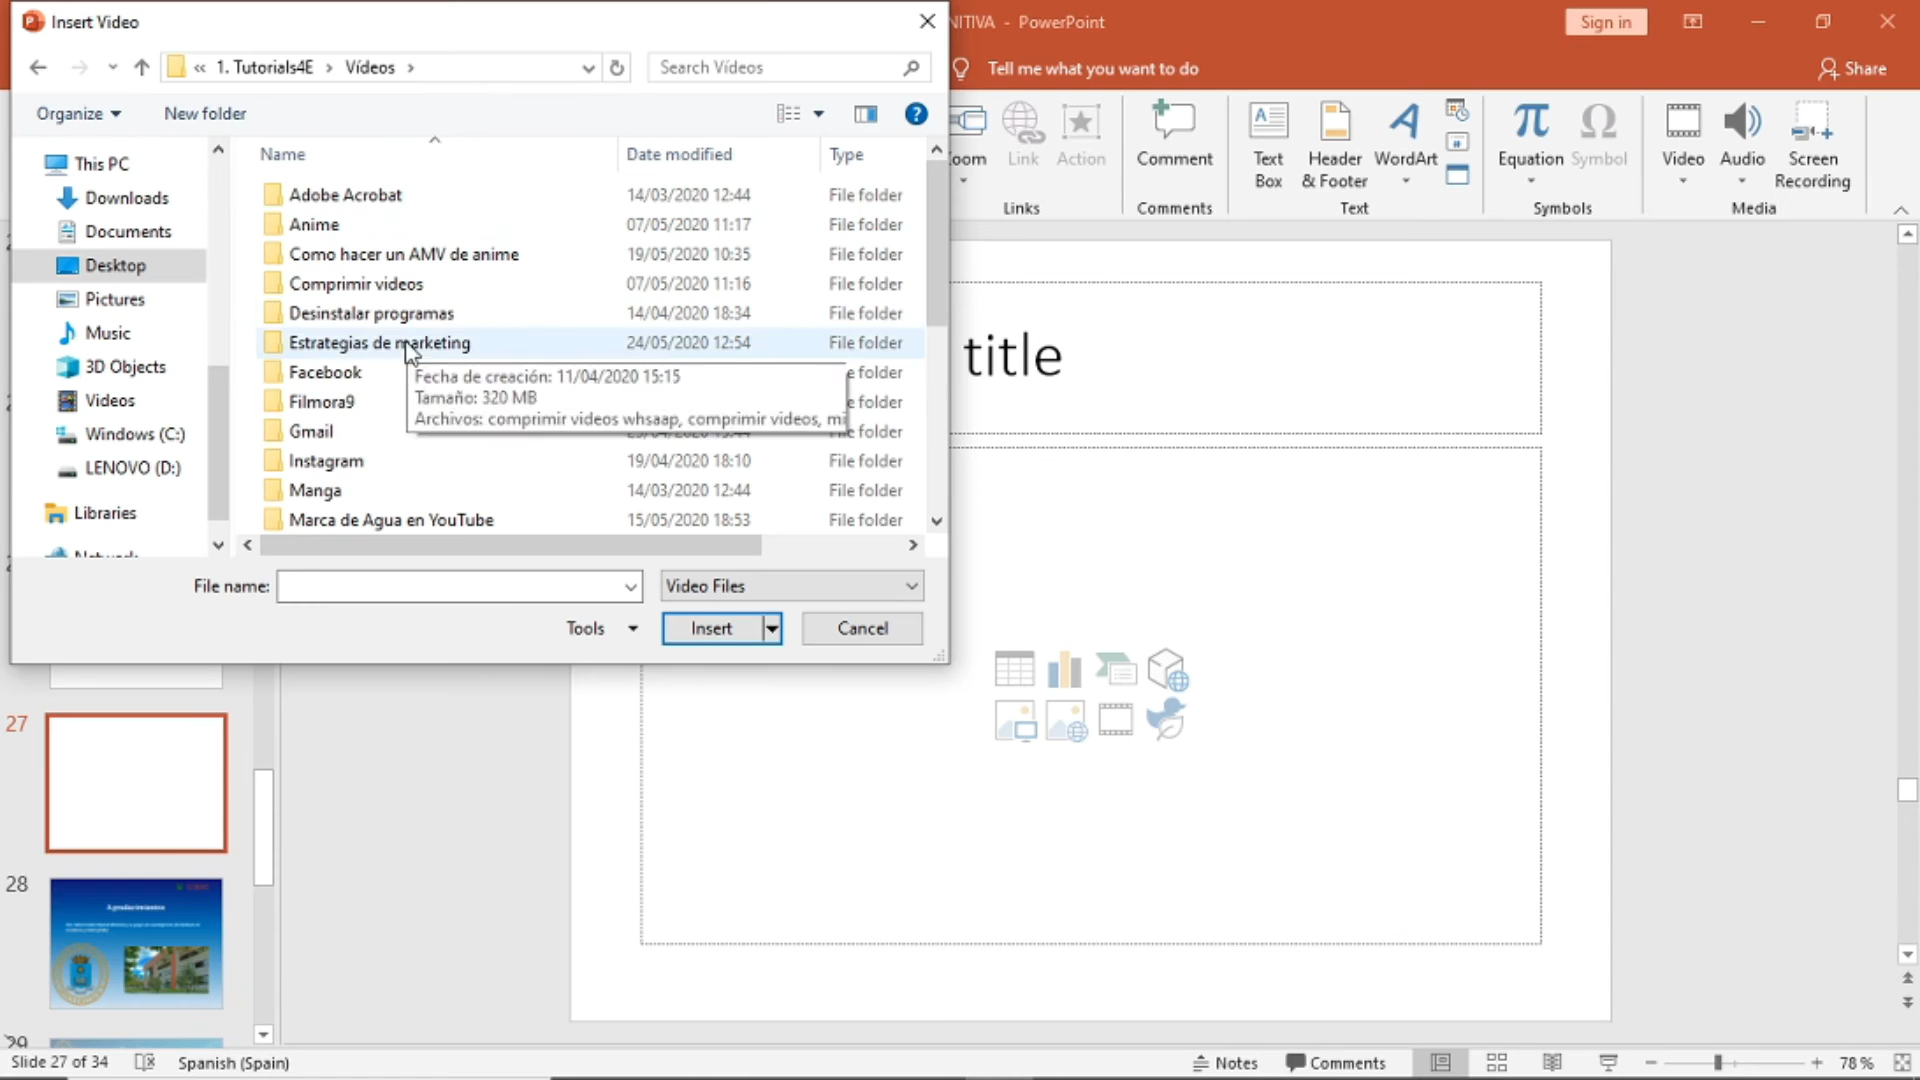 Insert Video
NITIVA - PowerPoint
Sign in
« 1. Tutorials4E › Vídeos ›
Search Vídeos
Tell me what you want to do
Share
Organize
New folder
Link
Action
Comment
Text Box
Header & Footer
WordArt
Equation
Symbol
Video
Audio
Screen Recording
Links
Comments
Text
Symbols
Media
This PC
Downloads
Documents
Desktop
Pictures
Music
3D Objects
Videos
Windows (C:)
LENOVO (D:)
Libraries
Name Date modified Type
Adobe Acrobat 14/03/2020 12:44 File folder
Anime 07/05/2020 11:17 File folder
Como hacer un AMV de anime 19/05/2020 10:35 File folder
Comprimir videos 07/05/2020 11:16 File folder
Desinstalar programas 14/04/2020 18:34 File folder
Estrategias de marketing 24/05/2020 12:54 File folder
Facebook e folder
Filmora9 e folder
Gmail e folder
Instagram 19/04/2020 18:10 File folder
Manga 14/03/2020 12:44 File folder
Marca de Agua en YouTube 15/05/2020 18:53 File folder
Fecha de creación: 11/04/2020 15:15
Tamaño: 320 MB
Archivos: comprimir videos whsaap, comprimir videos, mi
File name:
Video Files
Tools
Insert
Cancel
title
27
28
Agradecimientos
29
Slide 27 of 34
Spanish (Spain)
Notes
Comments
78 %